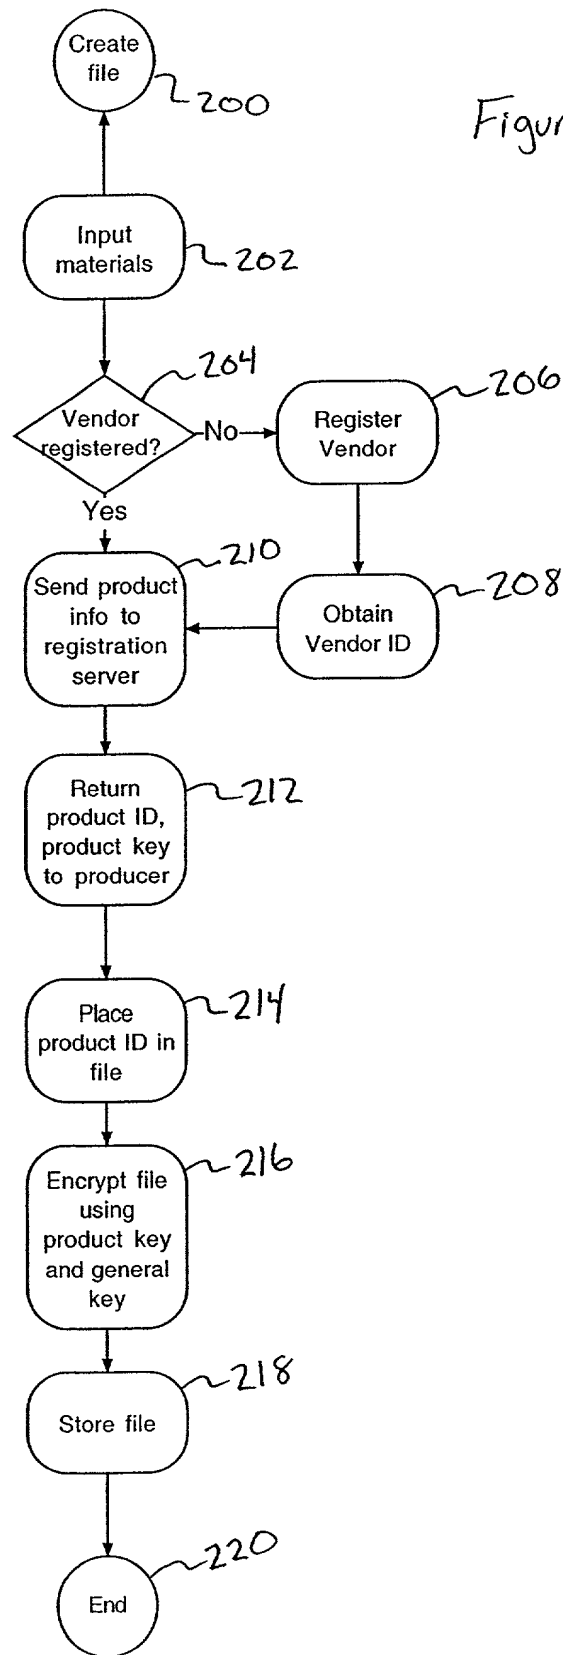 Create
file
200
Input
materials
202
204
Vendor
registered?
No
206
Register
Vendor
Yes
210
Send product
info to
registration
server
208
Obtain
Vendor ID
Return
product ID,
product key
to producer
212
Place
product ID in
file
214
Encrypt file
using
product key
and general
key
216
Store file
218
220
End